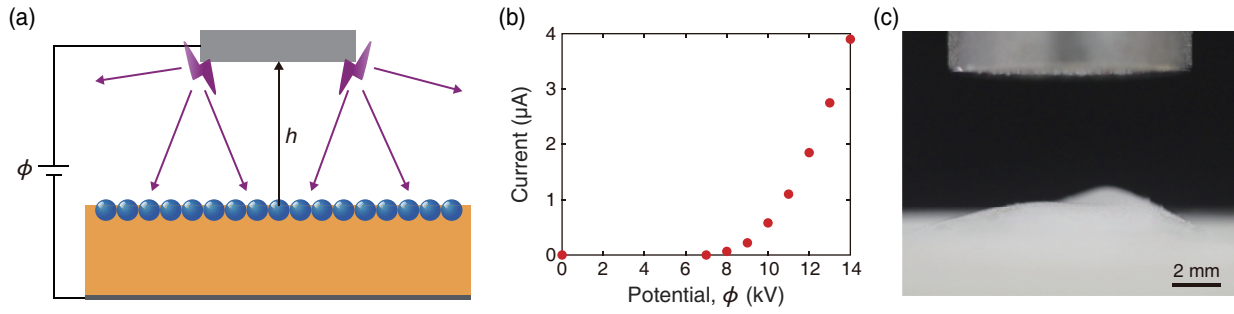 (a)
ϕ
h
(b)
Current (μA)
4
3
2
1
0
0 2 4 6 8 10 12 14
Potential, ϕ (kV)
(c)
2 mm